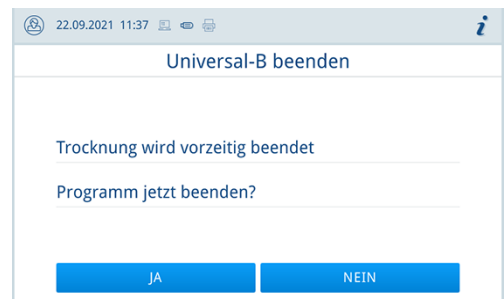 22.09.2021 11:37
i
Universal-B beenden
Trocknung wird vorzeitig beendet
Programm jetzt beenden?
JA NEIN